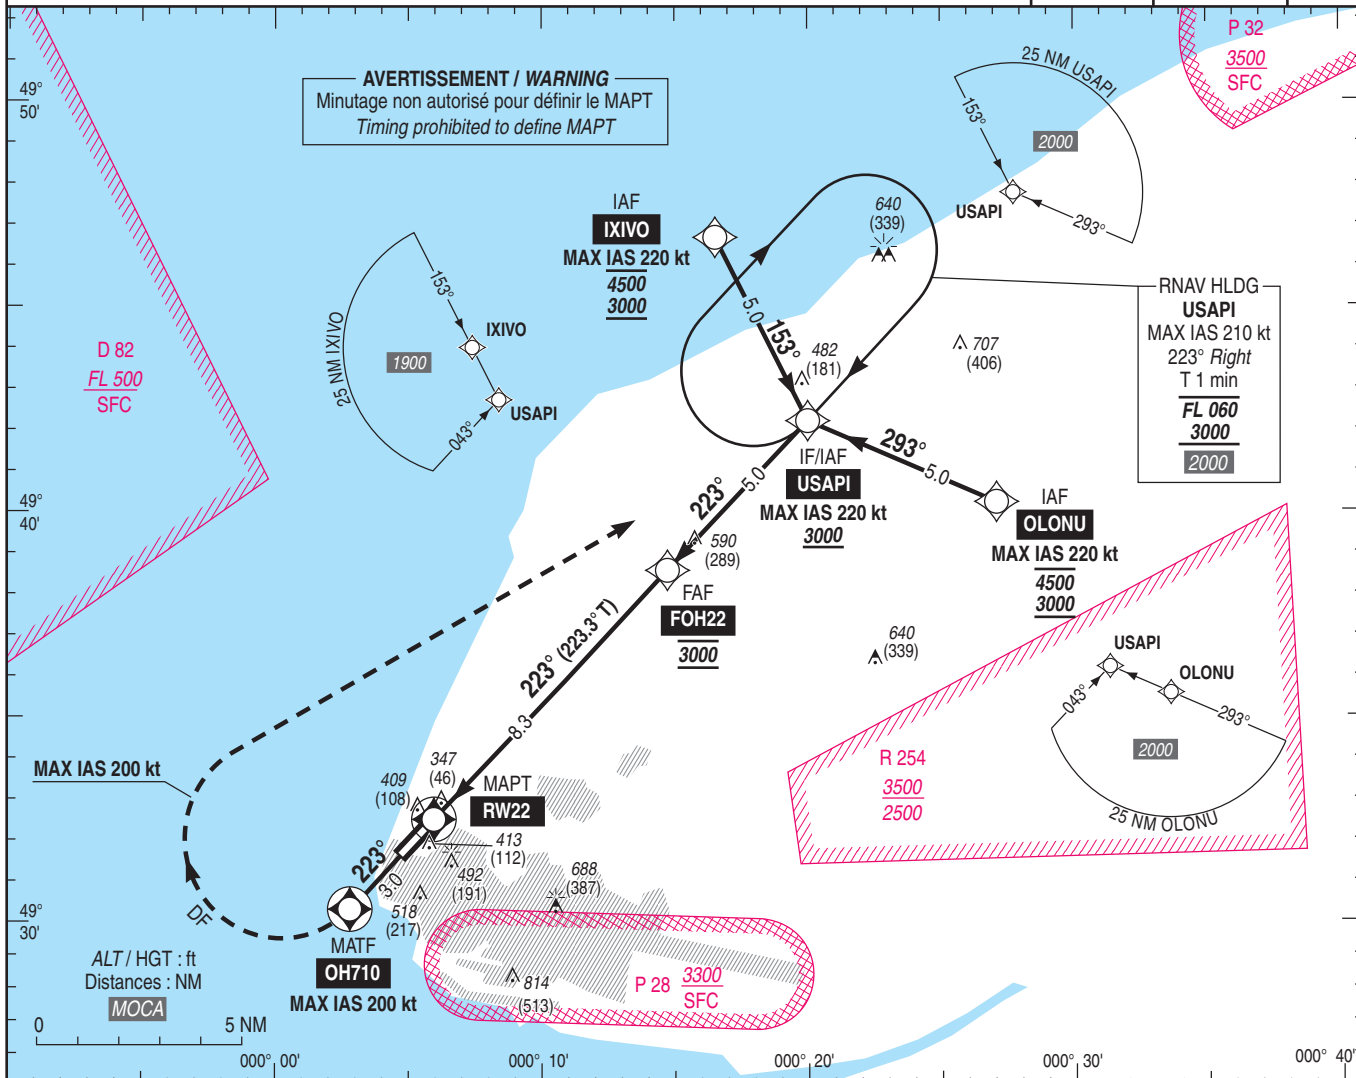 AVERTISSEMENT / WARNING
Minutage non autorisé pour définir le MAPT
Timing prohibited to define MAPT
P 32
3500
SFC
25 NM USAPI
153°
2000
USAPI
293°
49°
50'
IAF
IXIVO
MAX IAS 220 kt
4500
3000
640
(339)
RNAV HLDG
USAPI
MAX IAS 210 kt
223° Right
T 1 min
FL 060
3000
2000
25 NM IXIVO
153°
IXIVO
1900
USAPI
043°
D 82
FL 500
SFC
5.0
153°
482
(181)
707
(406)
293°
5.0
IF/IAF
USAPI
MAX IAS 220 kt
3000
IAF
OLONU
MAX IAS 220 kt
4500
3000
49°
40'
223°
5.0
590
(289)
FAF
FOH22
3000
223° (223.3° T)
8.3
640
(339)
USAPI
OLONU
043°
293°
2000
25 NM OLONU
R 254
3500
2500
MAX IAS 200 kt
347
(46)
409
(108)
MAPT
RW22
413
(112)
492
(191)
688
(387)
518
(217)
223°
3.0
DF
49°
30'
MATF
OH710
MAX IAS 200 kt
814
(513)
P 28
3300
SFC
ALT / HGT : ft
Distances : NM
MOCA
0 5 NM
000° 00'
000° 10'
000° 20'
000° 30'
000° 40'